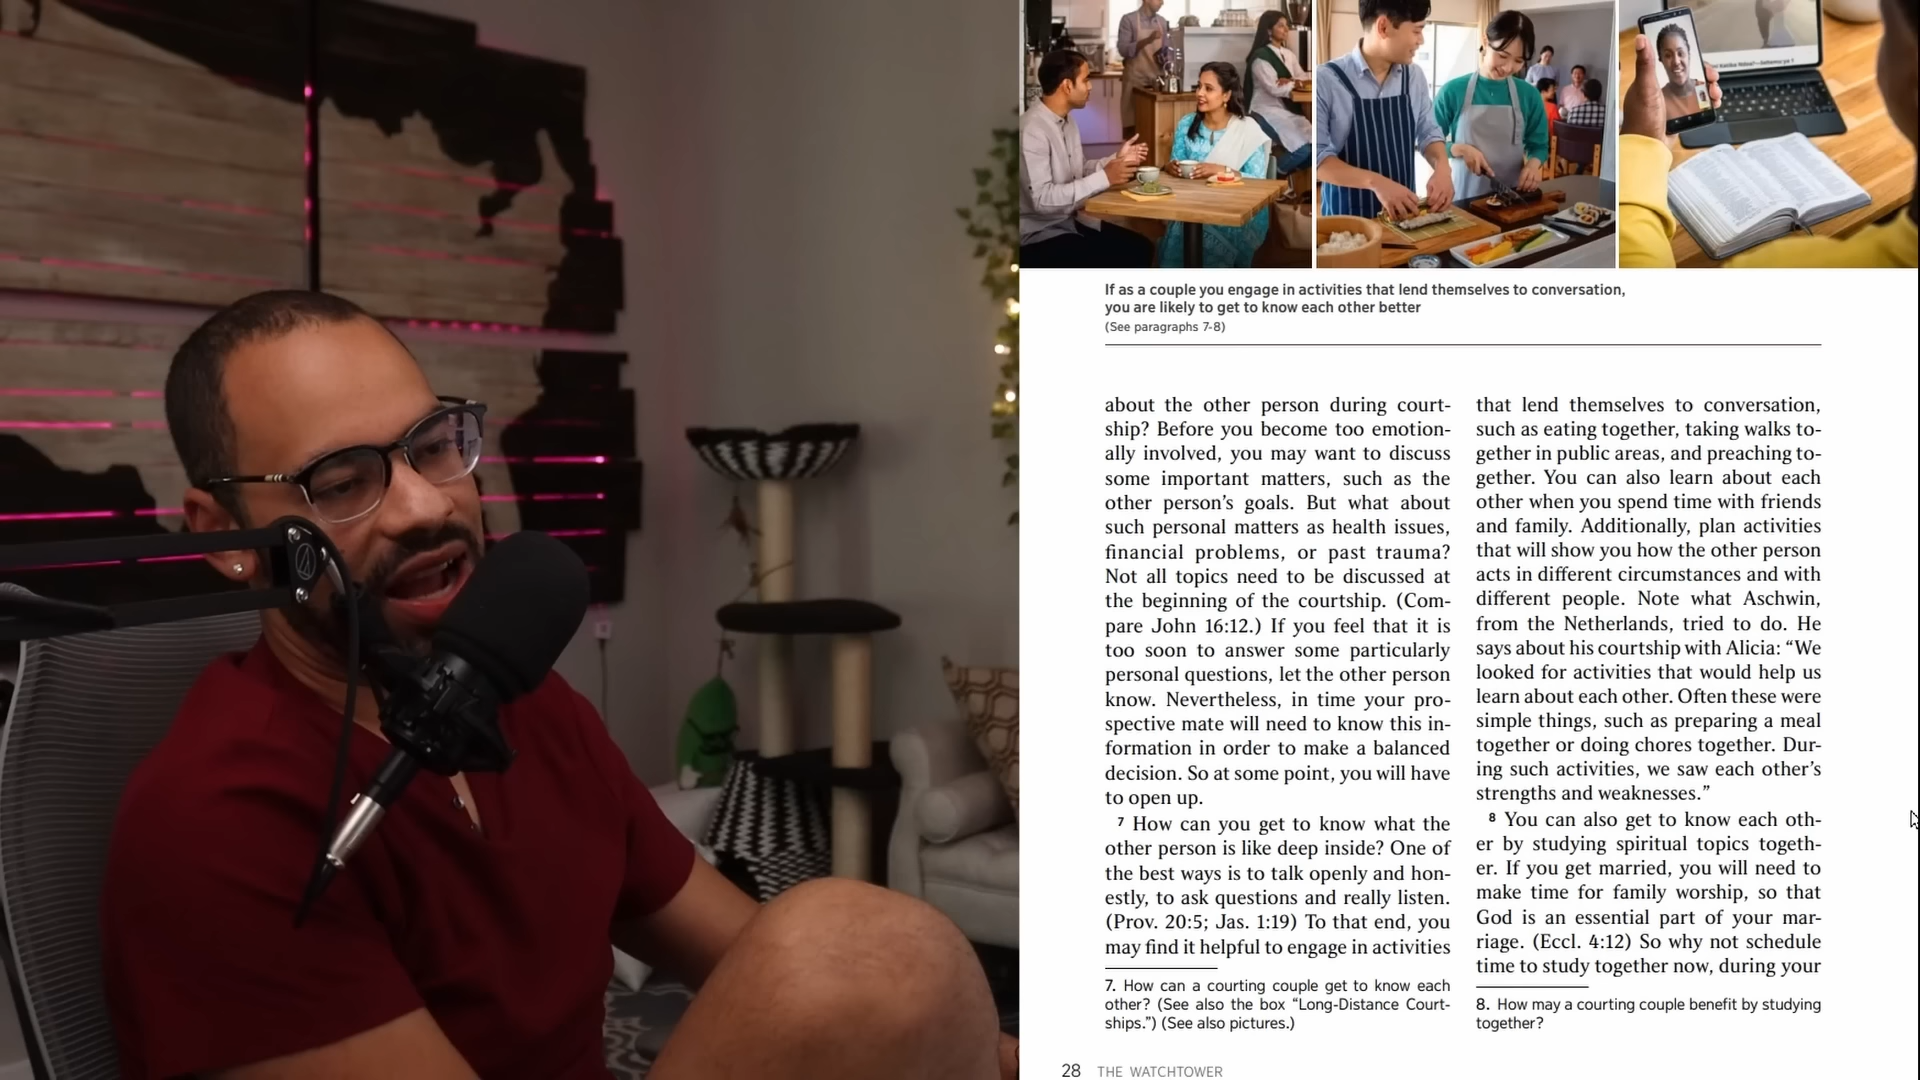 If as a couple you engage in activities that lend themselves to conversation,
you are likely to get to know each other better
(See paragraphs 7-8)
about the other person during court-
ship? Before you become too emotion-
ally involved, you may want to discuss
some important matters, such as the
other person’s goals. But what about
such personal matters as health issues,
financial problems, or past trauma?
Not all topics need to be discussed at
the beginning of the courtship. (Com-
pare John 16:12.) If you feel that it is
too soon to answer some particularly
personal questions, let the other person
know. Nevertheless, in time your pro-
spective mate will need to know this in-
formation in order to make a balanced
decision. So at some point, you will have
to open up.
7 How can you get to know what the
other person is like deep inside? One of
the best ways is to talk openly and hon-
estly, to ask questions and really listen.
(Prov. 20:5; Jas. 1:19) To that end, you
may find it helpful to engage in activities
7. How can a courting couple get to know each
other? (See also the box “Long-Distance Court-
ships.”) (See also pictures.)
that lend themselves to conversation,
such as eating together, taking walks to-
gether in public areas, and preaching to-
gether. You can also learn about each
other when you spend time with friends
and family. Additionally, plan activities
that will show you how the other person
acts in different circumstances and with
different people. Note what Aschwin,
from the Netherlands, tried to do. He
says about his courtship with Alicia: “We
looked for activities that would help us
learn about each other. Often these were
simple things, such as preparing a meal
together or doing chores together. Dur-
ing such activities, we saw each other’s
strengths and weaknesses.”
8 You can also get to know each oth-
er by studying spiritual topics togeth-
er. If you get married, you will need to
make time for family worship, so that
God is an essential part of your mar-
riage. (Eccl. 4:12) So why not schedule
time to study together now, during your
8. How may a courting couple benefit by studying
together?
28 THE WATCHTOWER